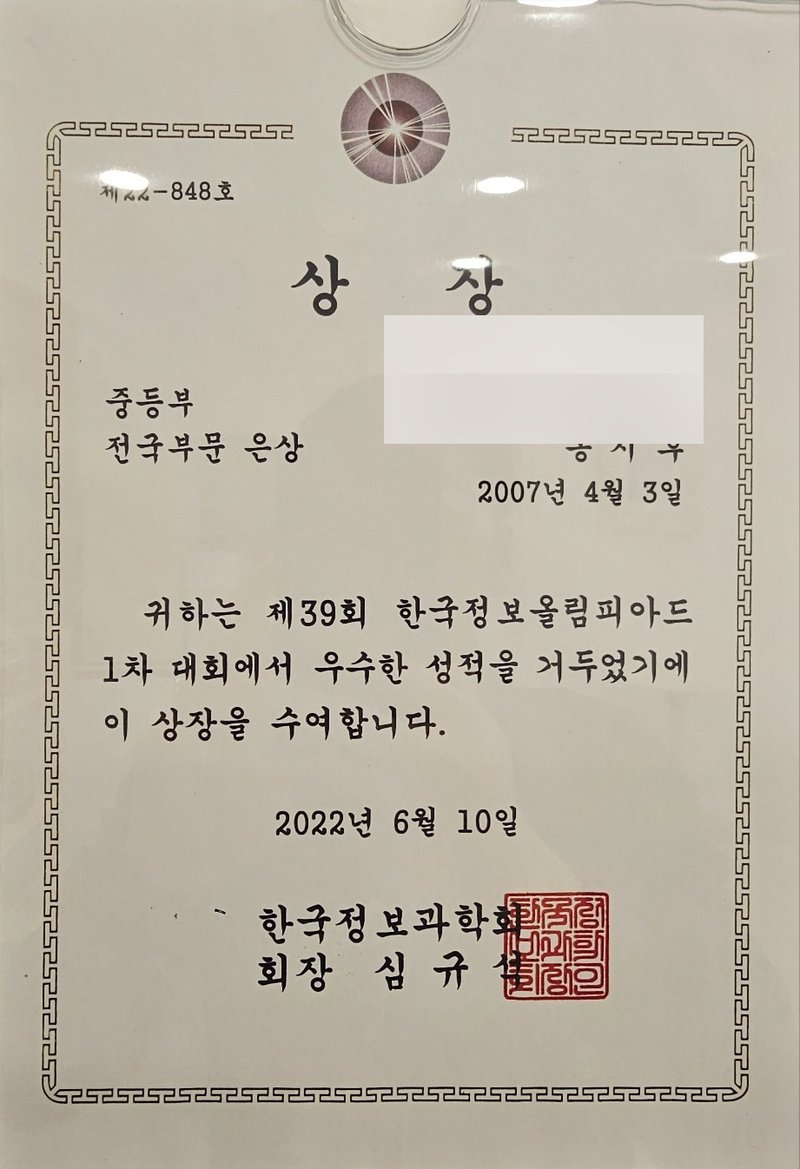 제22-848호
상 장
중등부
전국부문 은상
2007년 4월 3일
귀하는 제39회 한국정보올림피아드
1차 대회에서 우수한 성적을 거두었기에
이 상장을 수여합니다.
2022년 6월 10일
한국정보과학회
회장 심규석